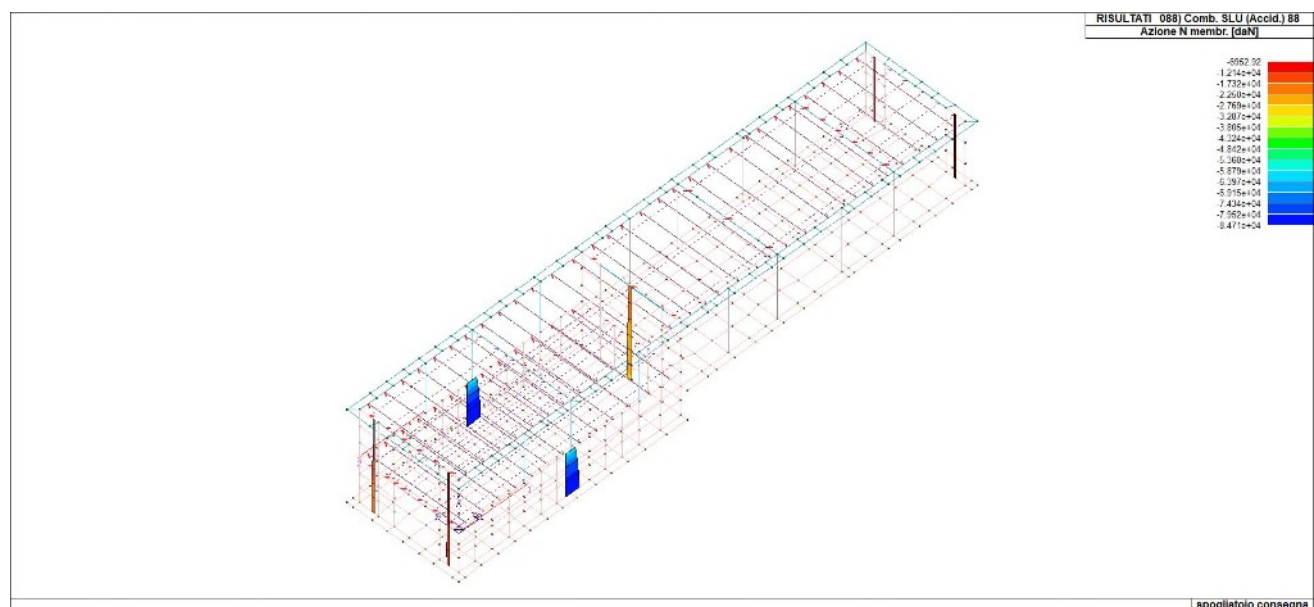 RISULTATI 088) Comb. SLU (Accid.) 88
Azione N membr. [daN]
-6952.92
-1.214e+04
-1.732e+04
-2.250e+04
-2.769e+04
-3.287e+04
-3.805e+04
-4.324e+04
-4.842e+04
-5.360e+04
-5.879e+04
-6.397e+04
-6.915e+04
-7.434e+04
-7.952e+04
-8.471e+04
spogliatoio consegna